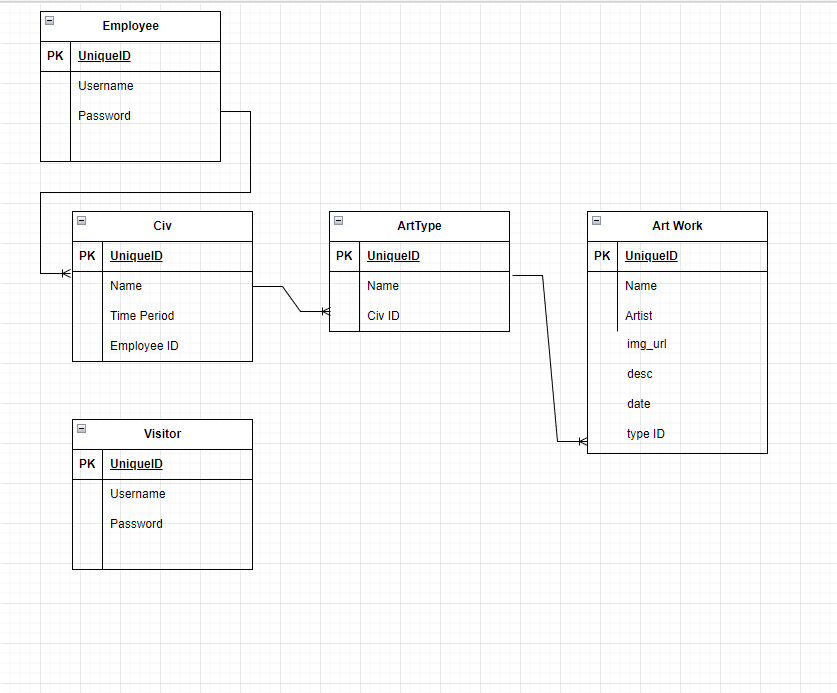 Employee
PK UniqueID
Username
Password
Civ
PK UniqueID
Name
Time Period
Employee ID
ArtType
PK UniqueID
Name
Civ ID
Art Work
PK UniqueID
Name
Artist
img_url
desc
date
type ID
Visitor
PK UniqueID
Username
Password